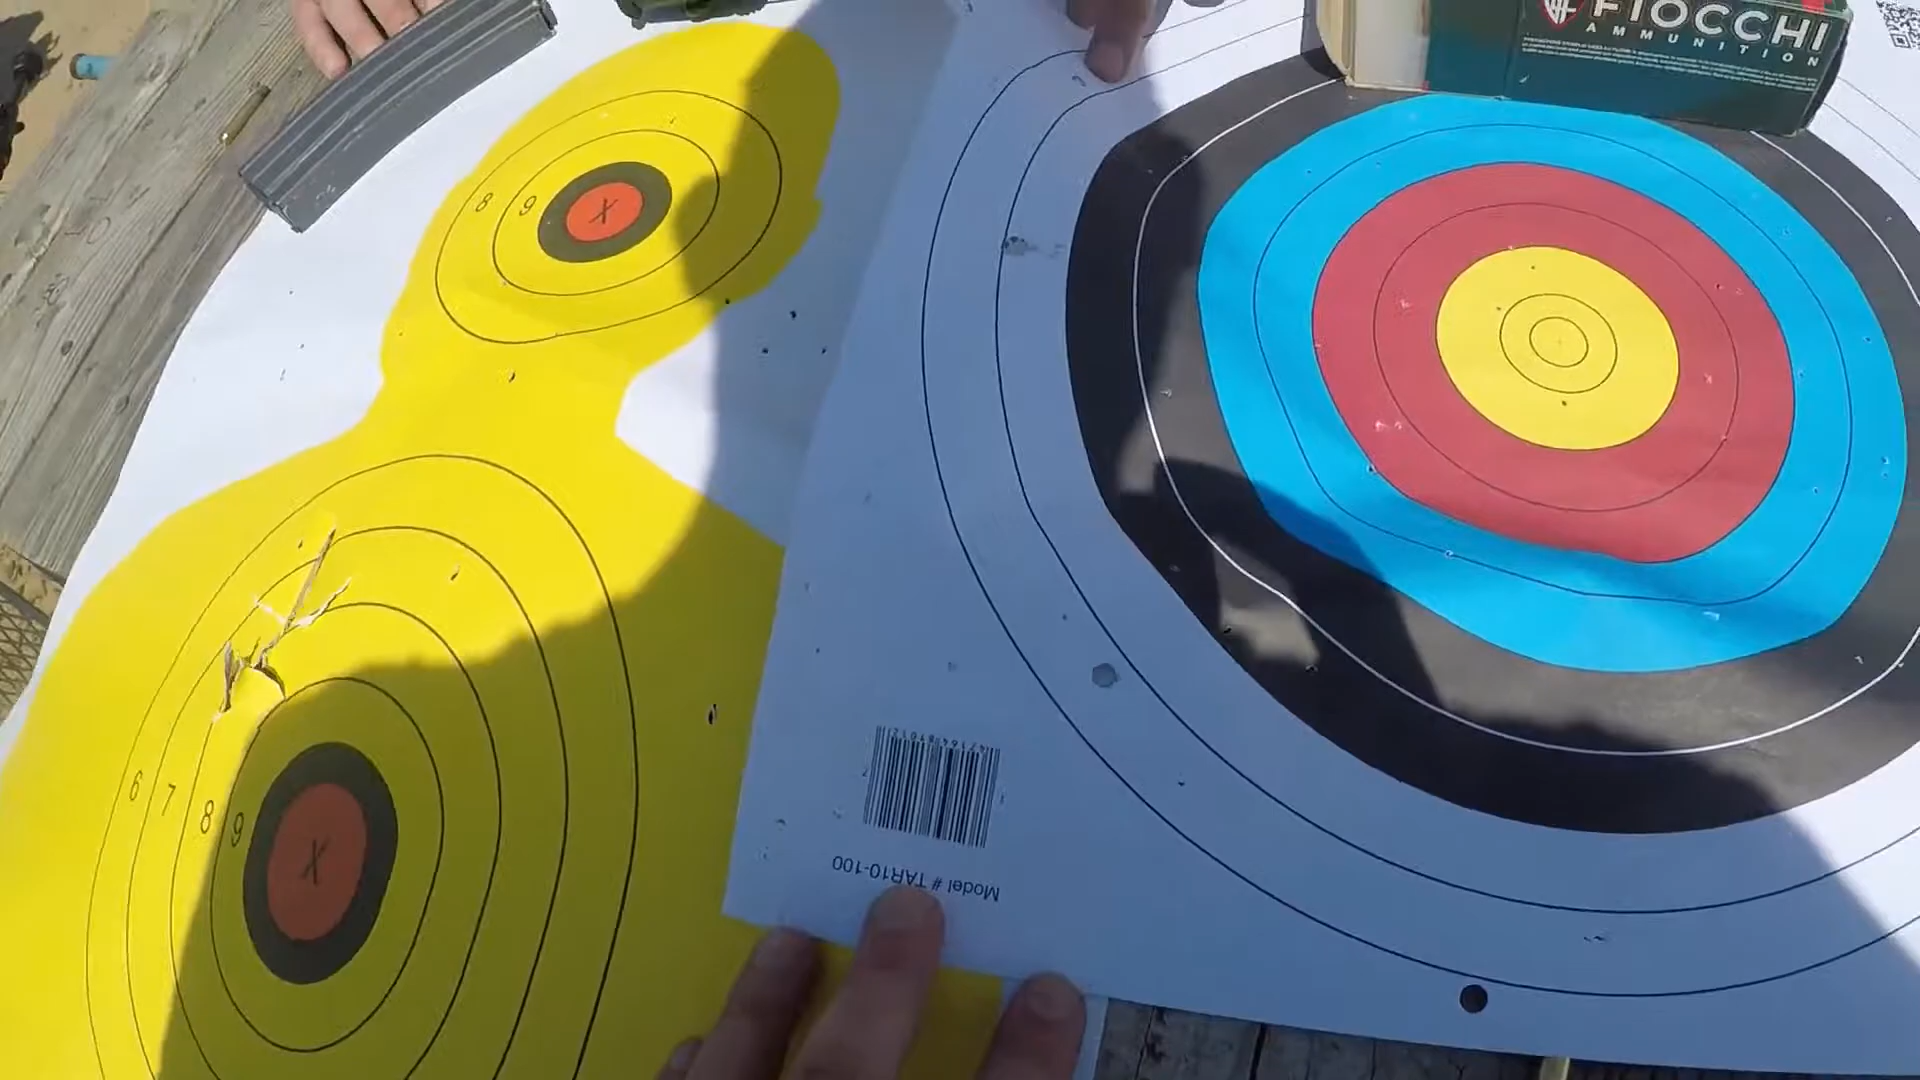 FIOCCHI
AMMUNITION
8 9 X
6 7 8 9 X
Model # TAR10-100